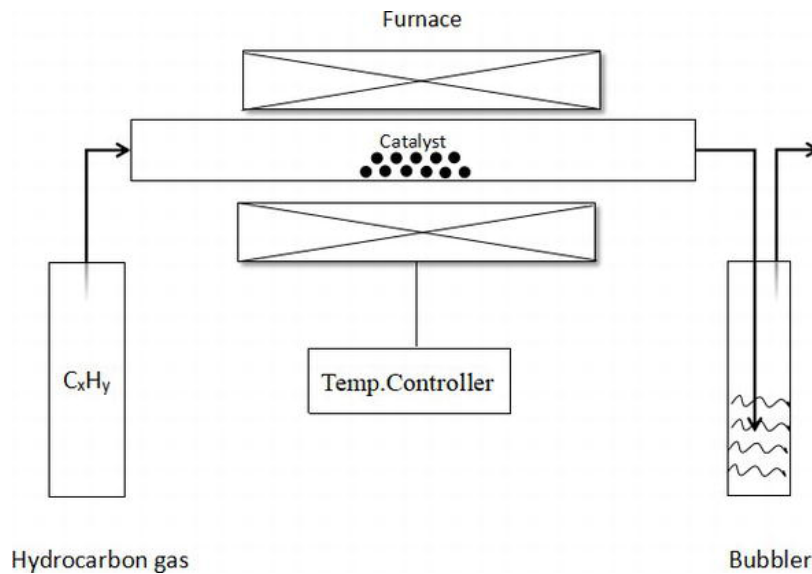 Furnace
Catalyst
CxHy
Temp.Controller
Hydrocarbon gas
Bubbler